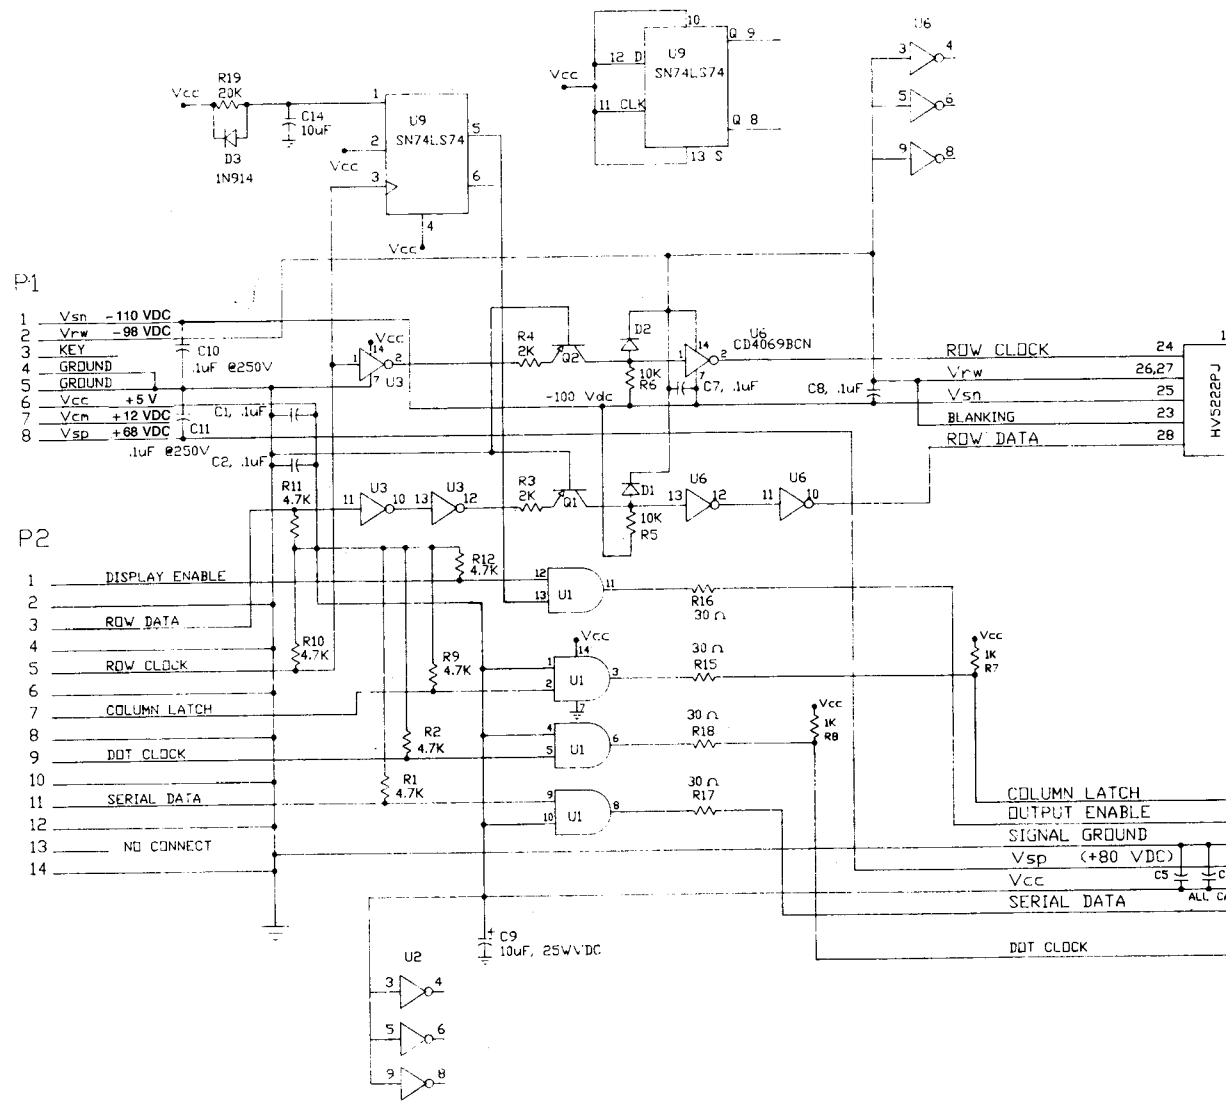 10
U6
Q 9
12 D
U9
SN74LS74
Vcc
11 CLK
Q 8
13 S
3 4
5 6
9 8
R19
20K
Vcc
C14
10uF
D3
1N914
1
U9
SN74LS74
5
2
Vcc
3
6
4
Vcc
P1
1 Vsn -110 VDC
2 Vrw -98 VDC
3 KEY
4 GROUND
5 GROUND
6 Vcc +5 V
7 Vcm +12 VDC
8 Vsp +68 VDC
C10
.1uF @250V
C11
.1uF @250V
C1, .1uF
C2, .1uF
Vcc
14
1 2
7 U3
R4
2K
Q2
D2
10K
R6
-100 Vdc
14
U6
CD4069BCN
1 2
7
C7, .1uF
C8, .1uF
ROW CLOCK 24
Vrw 26,27
Vsn 25
BLANKING 23
ROW DATA 28
1
HV5222PJ
R11
4.7K
U3
11 10
U3
13 12
R3
2K
Q1
D1
10K
R5
U6
13 12
U6
11 10
P2
1 DISPLAY ENABLE
2
3 ROW DATA
4
5 ROW CLOCK
6
7 COLUMN LATCH
8
9 DOT CLOCK
10
11 SERIAL DATA
12
13 NO CONNECT
14
R12
4.7K
R10
4.7K
R9
4.7K
R2
4.7K
R1
4.7K
12
13
U1
11
R16
30 Ω
Vcc
14
1
2
U1
3
7
30 Ω
R15
Vcc
1K
R7
4
5
U1
6
30 Ω
R18
Vcc
1K
R8
9
10
U1
8
30 Ω
R17
COLUMN LATCH
OUTPUT ENABLE
SIGNAL GROUND
Vsp (+80 VDC)
C5 C
Vcc
ALL CA
SERIAL DATA
DOT CLOCK
+
C9
10uF, 25WVDC
U2
3 4
5 6
9 8